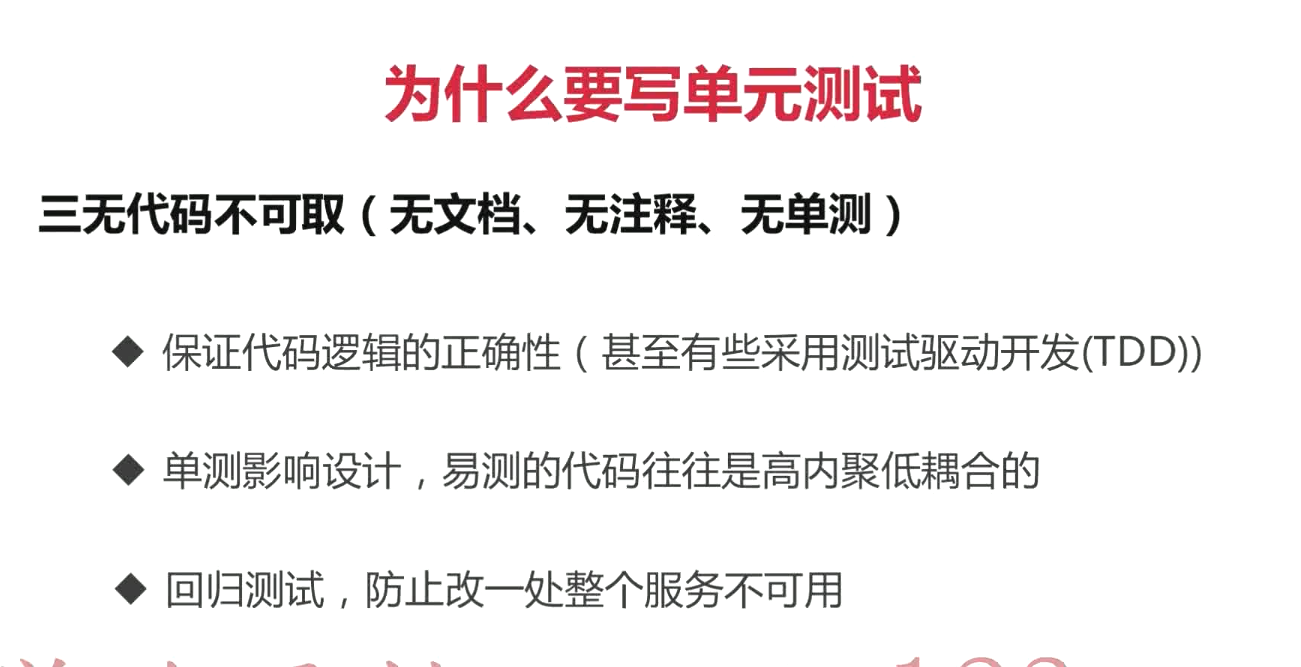 为什么要写单元测试
三无代码不可取（无文档、无注释、无单测）
◆ 保证代码逻辑的正确性（甚至有些采用测试驱动开发(TDD))
◆ 单测影响设计，易测的代码往往是高内聚低耦合的
◆ 回归测试，防止改一处整个服务不可用